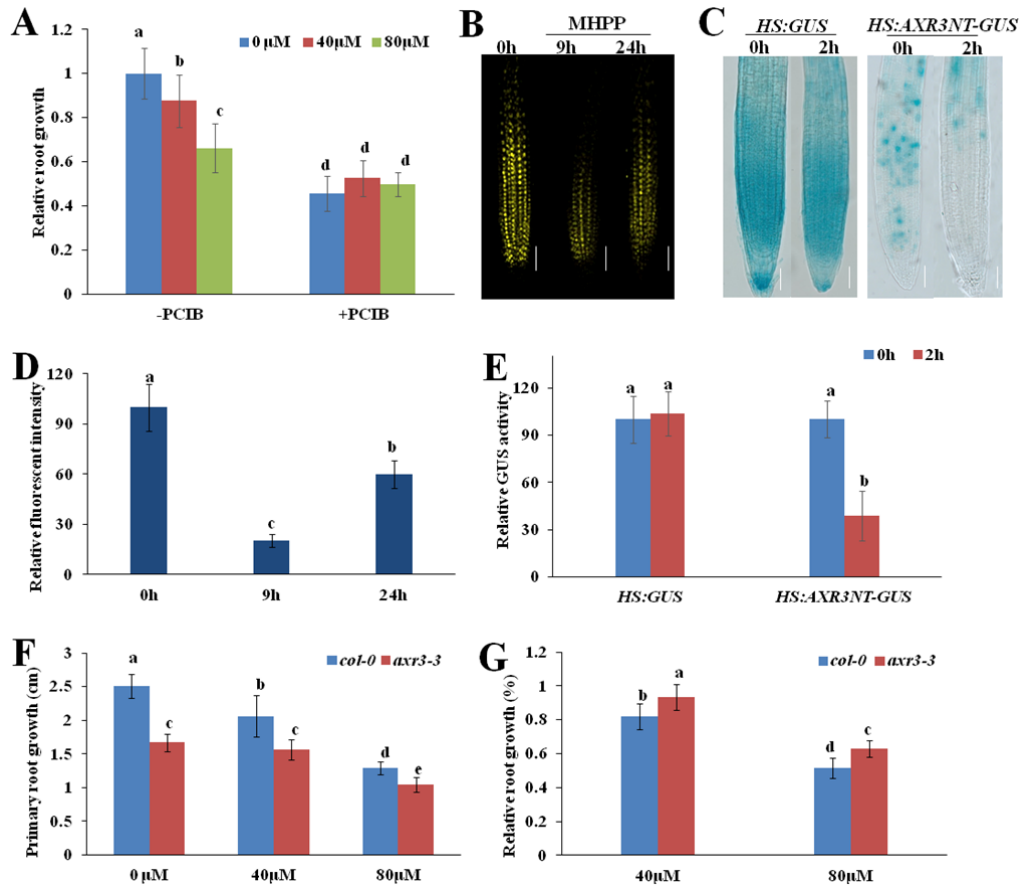 A
0 μM 40μM 80μM
Relative root growth
1.2
1
0.8
0.6
0.4
0.2
0
a
b
c
d
d
d
-PCIB
+PCIB
B
MHPP
0h 9h 24h
C
HS:GUS HS:AXR3NT-GUS
0h 2h 0h 2h
D
Relative fluorescent intensity
120
90
60
30
0
a
c
b
0h
9h
24h
E
0h 2h
Relative GUS activity
120
90
60
30
0
a
a
a
b
HS:GUS
HS:AXR3NT-GUS
F
col-0 axr3-3
Primary root growth (cm)
3
2.5
2
1.5
1
0.5
0
a
c
b
c
d
e
0 μM
40μM
80μM
G
col-0 axr3-3
Relative root growth (%)
1.2
1
0.8
0.6
0.4
0.2
0
b
a
d
c
40μM
80μM